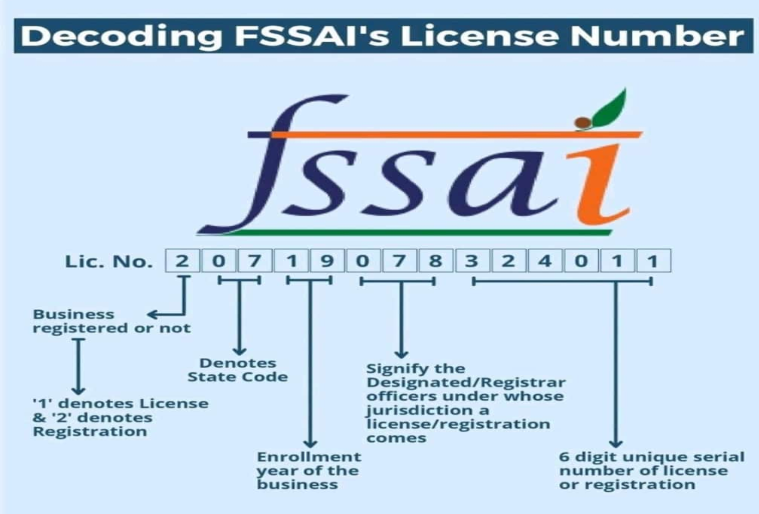 Decoding FSSAI's License Number
fssai
Lic. No. 2 0 7 1 9 0 7 8 3 2 4 0 1 1
Business
registered or not
'1' denotes License
& '2' denotes
Registration
Denotes
State Code
Enrollment
year of the
business
Signify the
Designated/Registrar
officers under whose
jurisdiction a
license/registration
comes
6 digit unique serial
number of license
or registration